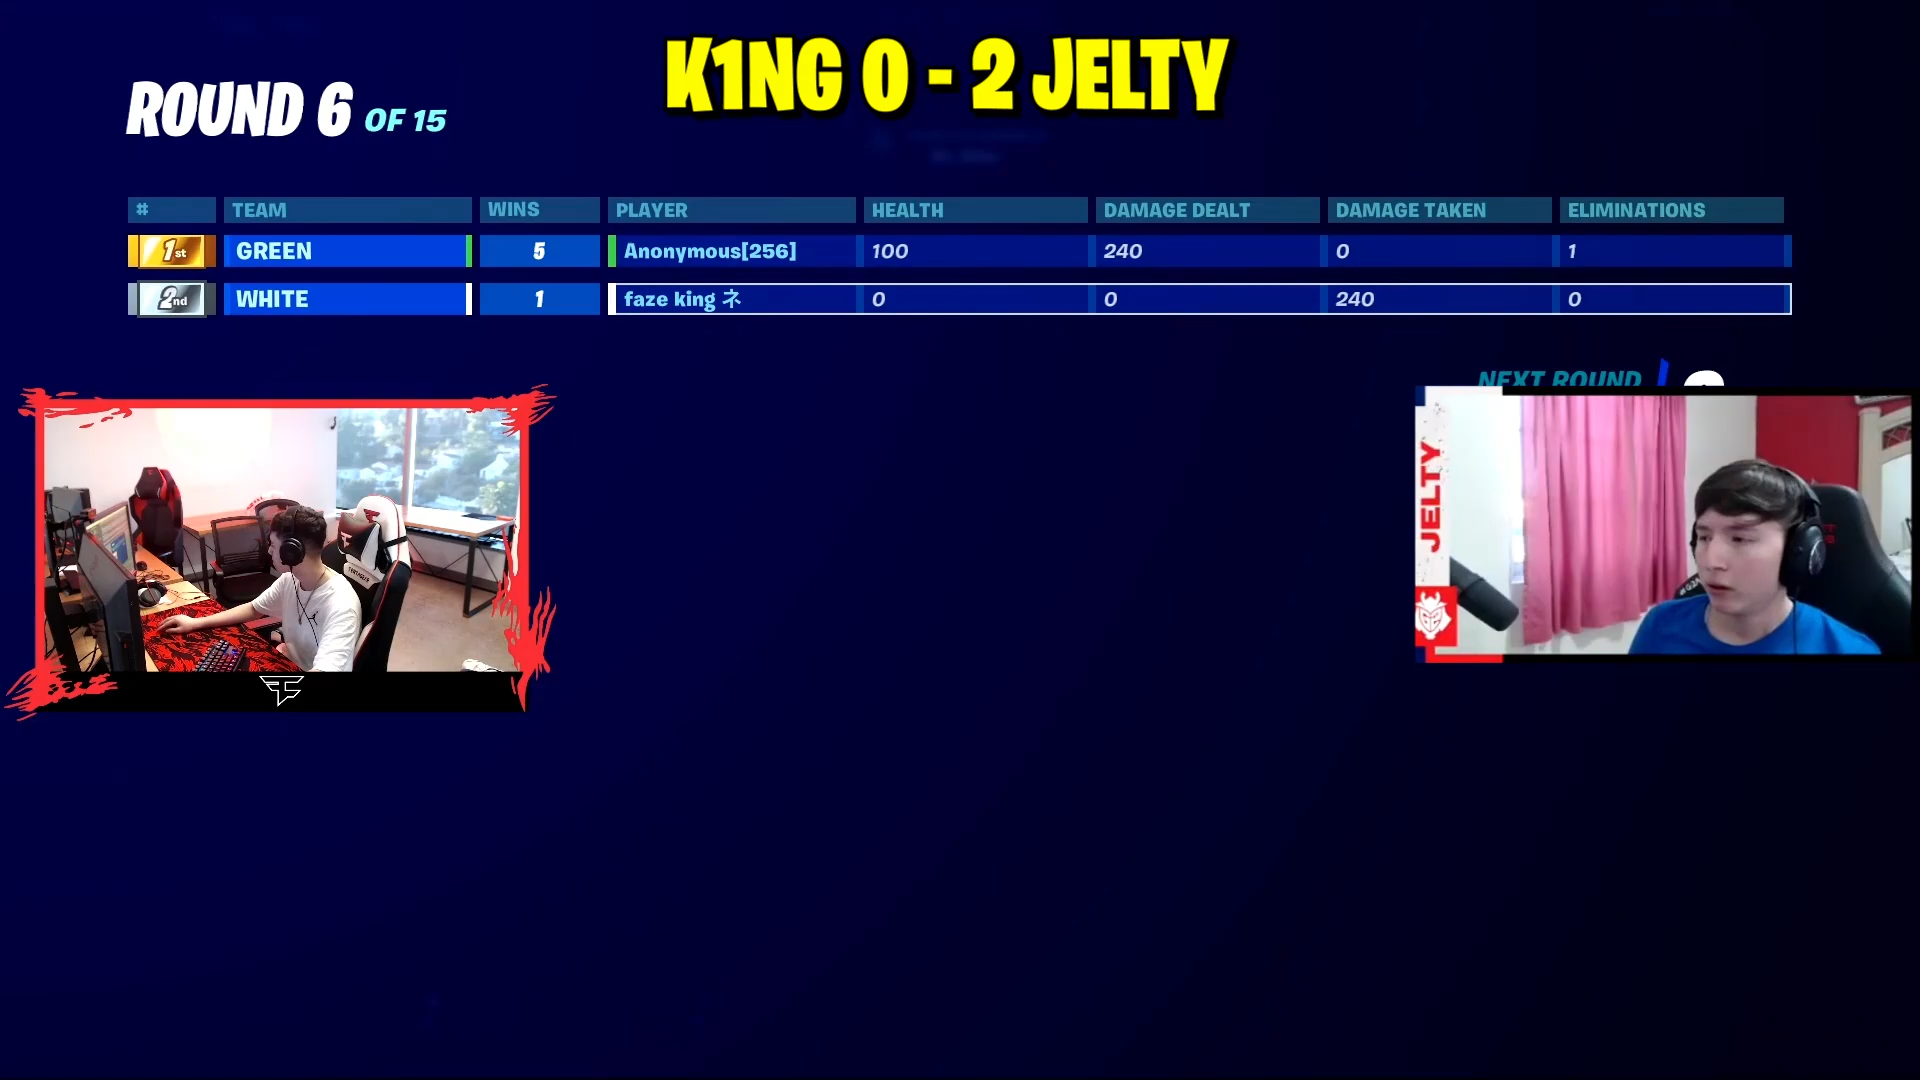 K1NG 0 - 2 JELTY
ROUND 6 OF 15
# TEAM WINS PLAYER HEALTH DAMAGE DEALT DAMAGE TAKEN ELIMINATIONS
1st GREEN 5 Anonymous[256] 100 240 0 1
2nd WHITE 1 faze king ネ 0 0 240 0
NEXT ROUND
JELTY